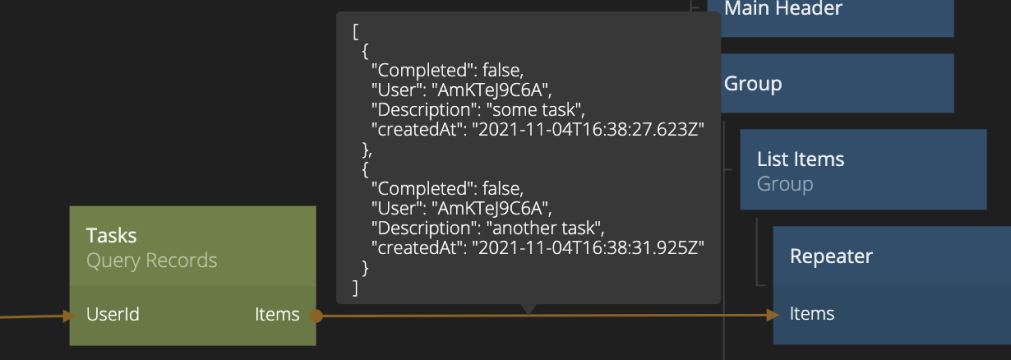 Main Header
[
{
"Completed": false,
"User": "AmKTeJ9C6A",
"Description": "some task",
"createdAt": "2021-11-04T16:38:27.623Z"
},
{
"Completed": false,
"User": "AmKTeJ9C6A",
"Description": "another task",
"createdAt": "2021-11-04T16:38:31.925Z"
}
]
Group
List Items
Group
Tasks
Query Records
UserId
Items
Repeater
Items